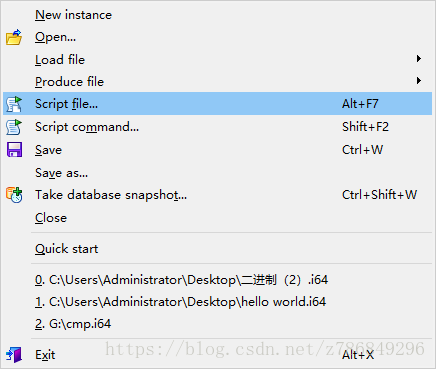 New instance
Open...
Load file
Produce file
Script file... Alt+F7
Script command... Shift+F2
Save Ctrl+W
Save as...
Take database snapshot... Ctrl+Shift+W
Close
Quick start
0. C:\Users\Administrator\Desktop\二进制（2）.i64
1. C:\Users\Administrator\Desktop\hello world.i64
2. G:\cmp.i64
Exit Alt+X
https://blog.csdn.net/z786849296